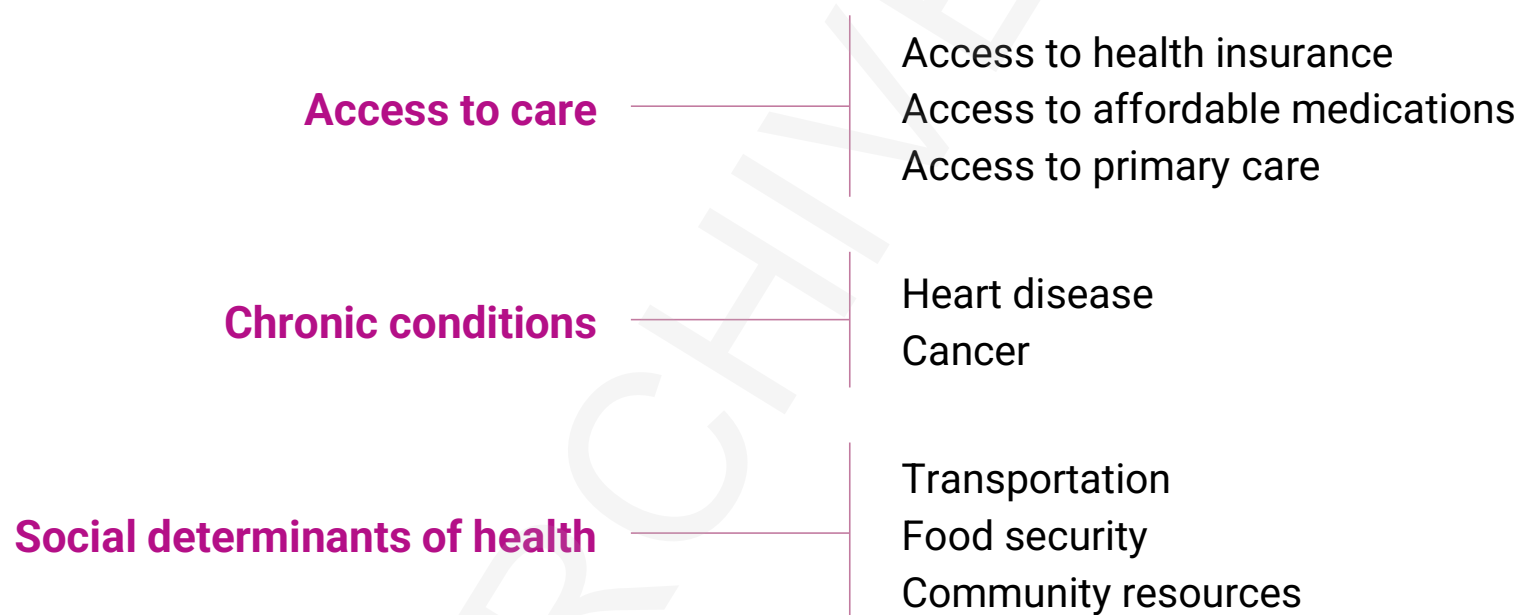 Access to care
Access to health insurance
Access to affordable medications
Access to primary care
Chronic conditions
Heart disease
Cancer
Social determinants of health
Transportation
Food security
Community resources